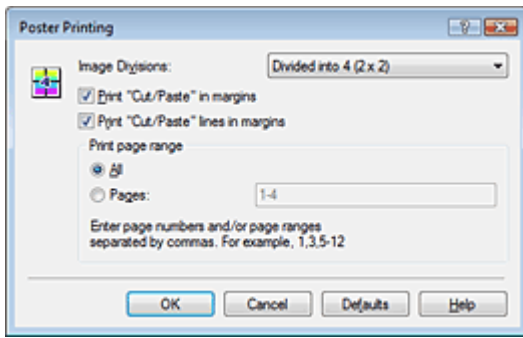 Poster Printing
Image Divisions: Divided into 4 (2 x 2)
4
Print "Cut/Paste" in margins
Print "Cut/Paste" lines in margins
Print page range
All
Pages: 1-4
Enter page numbers and/or page ranges
separated by commas. For example, 1,3,5-12
OK Cancel Defaults Help